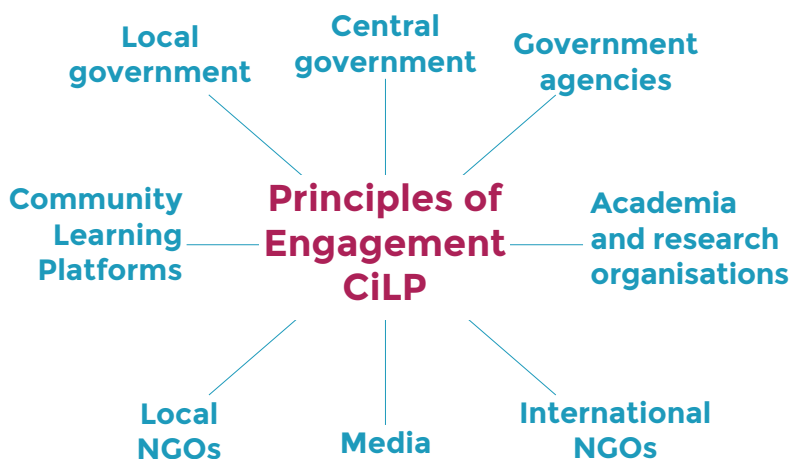 Local
government
Central
government
Government
agencies
Community
Learning
Platforms
Principles of
Engagement
CiLP
Academia
and research
organisations
Local
NGOs
Media
International
NGOs